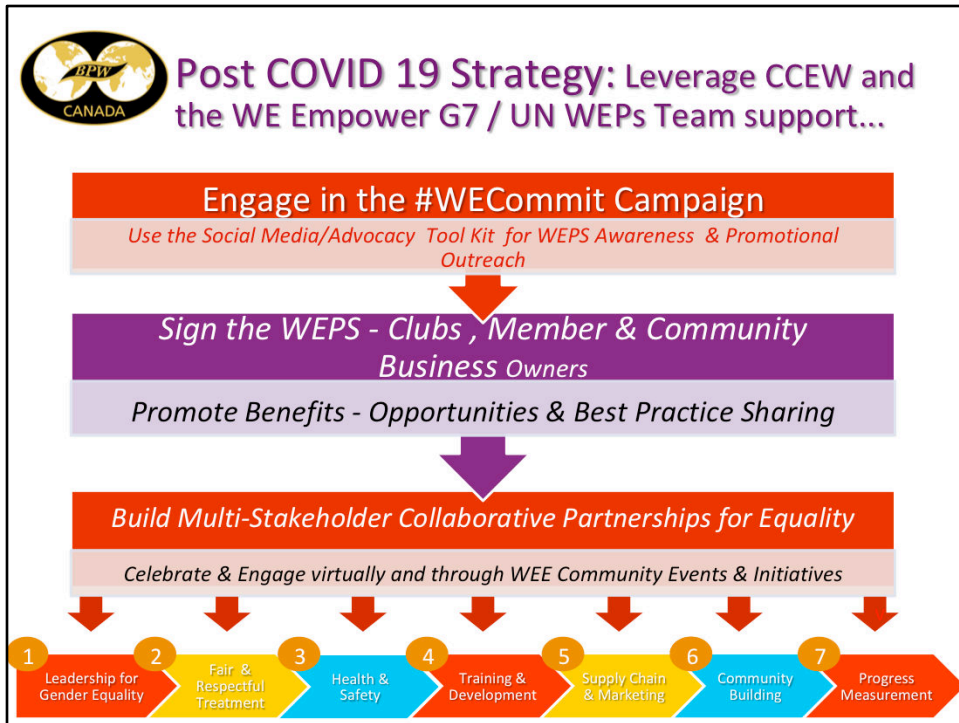 BPW
CANADA
Post COVID 19 Strategy: Leverage CCEW and
the WE Empower G7 / UN WEPs Team support...
Engage in the #WECommit Campaign
Use the Social Media/Advocacy Tool Kit for WEPS Awareness & Promotional
Outreach
Sign the WEPS - Clubs , Member & Community
Business Owners
Promote Benefits - Opportunities & Best Practice Sharing
Build Multi-Stakeholder Collaborative Partnerships for Equality
Celebrate & Engage virtually and through WEE Community Events & Initiatives
1
Leadership for
Gender Equality
2
Fair &
Respectful
Treatment
3
Health &
Safety
4
Training &
Development
5
Supply Chain
& Marketing
6
Community
Building
7
Progress
Measurement